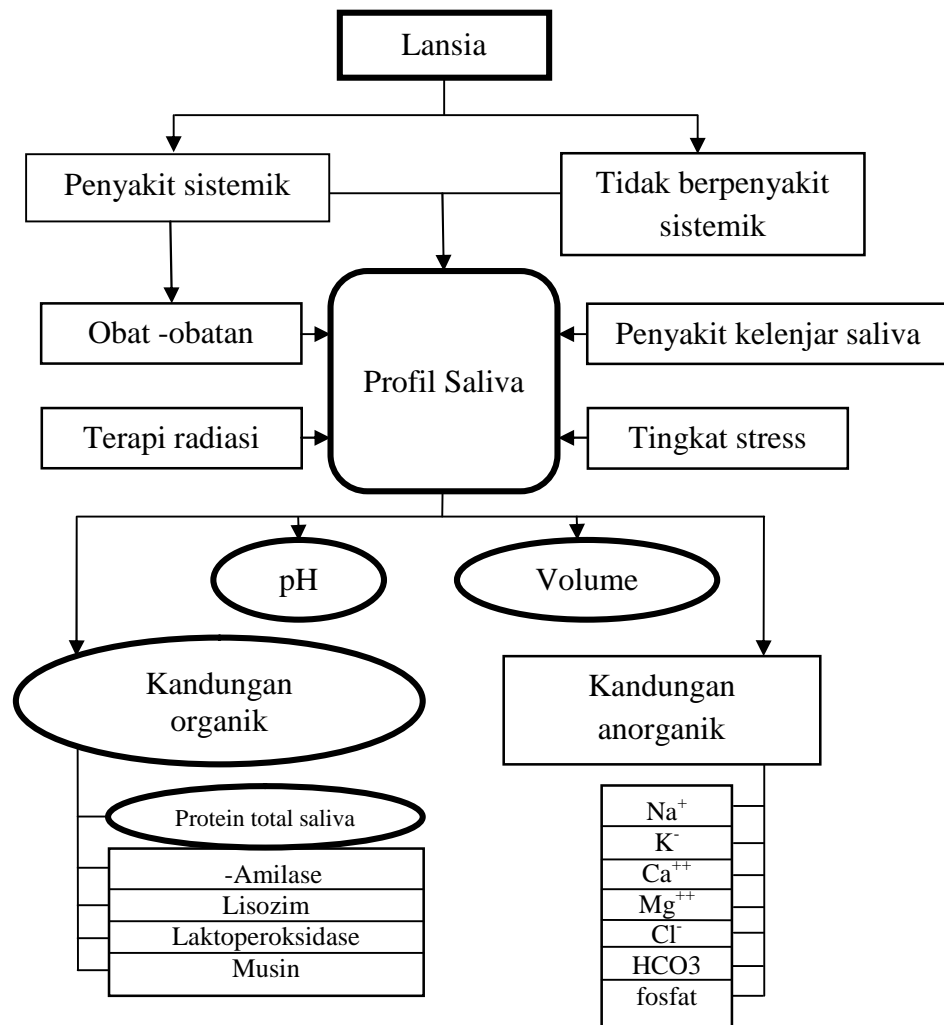 Lansia
Penyakit sistemik
Tidak berpenyakit
sistemik
Obat -obatan
Penyakit kelenjar saliva
Profil Saliva
Terapi radiasi
Tingkat stress
pH
Volume
Kandungan
organik
Kandungan
anorganik
Protein total saliva
-Amilase
Lisozim
Laktoperoksidase
Musin
Na⁺
K⁻
Ca⁺⁺
Mg⁺⁺
Cl⁻
HCO3
fosfat